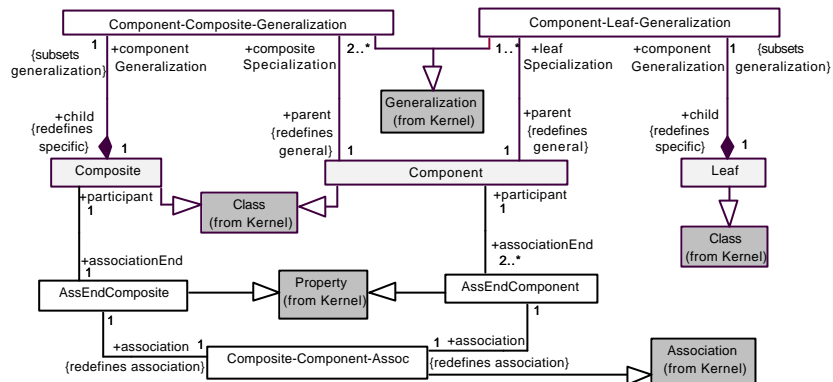 Component-Composite-Generalization
Component-Leaf-Generalization
1
+component
Generalization
{subsets
generalization}
+composite
Specialization
2..*
1..*
+leaf
Specialization
+component
Generalization
1
{subsets
generalization}
Generalization
(from Kernel)
+child
{redefines
specific}
1
+parent
{redefines
general}
1
+parent
{redefines
general}
1
+child
{redefines
specific}
1
Composite
Component
Leaf
+participant
1
Class
(from Kernel)
+participant
1
Class
(from Kernel)
+associationEnd
1
+associationEnd
2..*
AssEndComposite
Property
(from Kernel)
AssEndComponent
1
1
+association
1
{redefines association}
Composite-Component-Assoc
1
+association
{redefines association}
Association
(from Kernel)